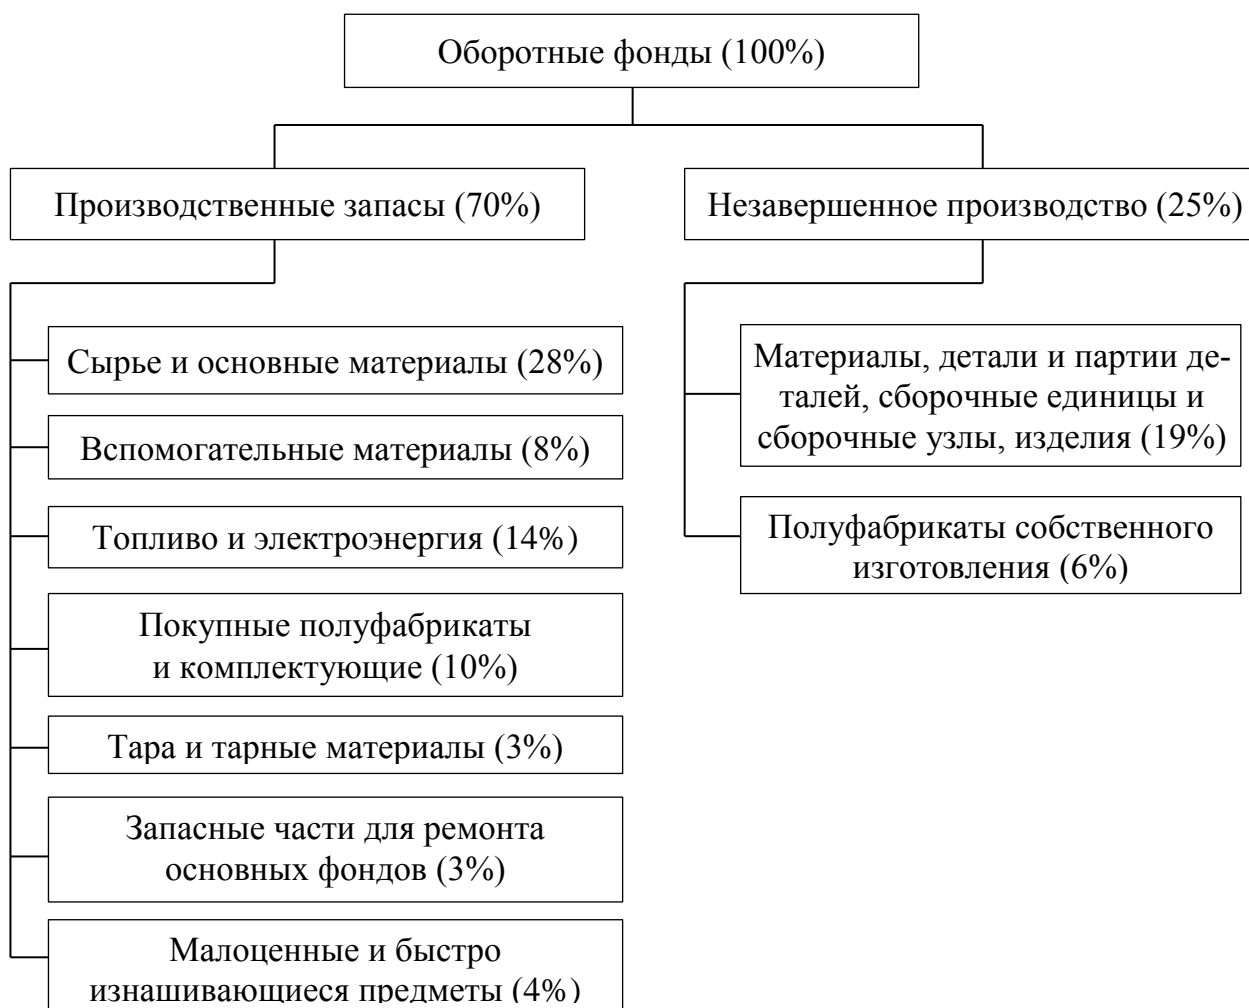 Оборотные фонды (100%)
Производственные запасы (70%)
Незавершенное производство (25%)
Сырье и основные материалы (28%)
Вспомогательные материалы (8%)
Топливо и электроэнергия (14%)
Покупные полуфабрикаты
и комплектующие (10%)
Тара и тарные материалы (3%)
Запасные части для ремонта
основных фондов (3%)
Малоценные и быстро
изнашивающиеся предметы (4%)
Материалы, детали и партии де-
талей, сборочные единицы и
сборочные узлы, изделия (19%)
Полуфабрикаты собственного
изготовления (6%)